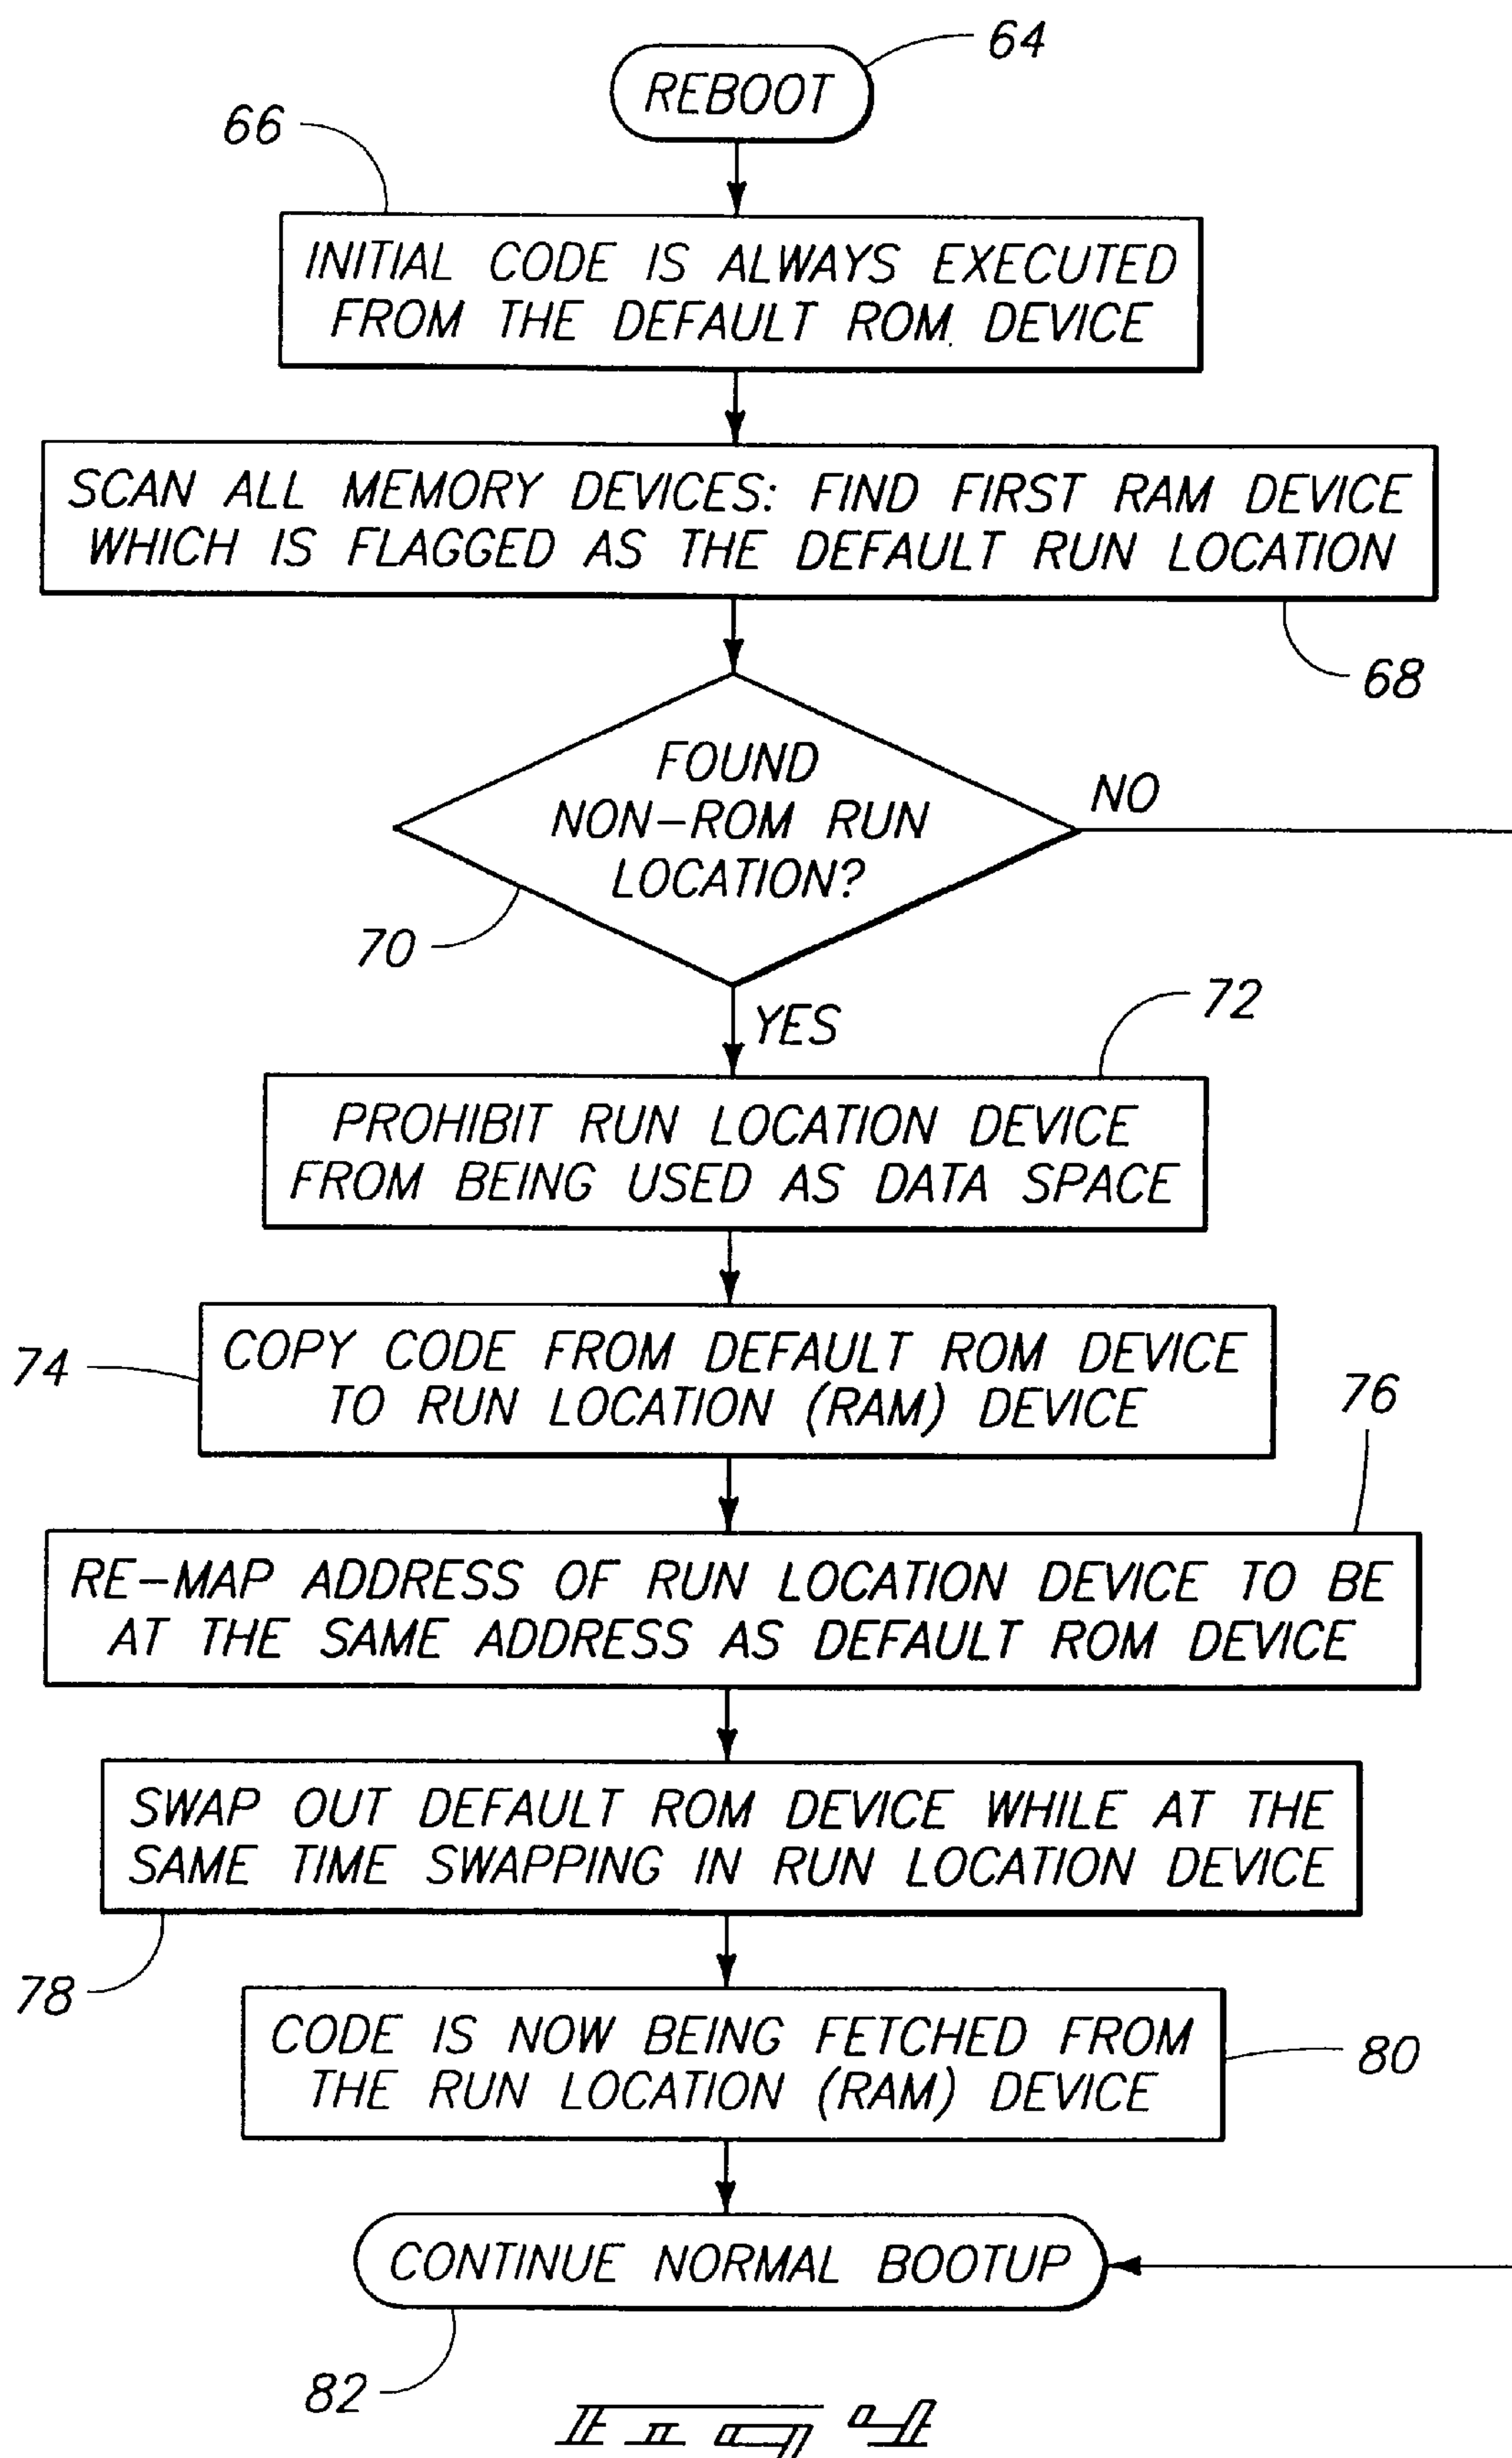 64
REBOOT
66
INITIAL CODE IS ALWAYS EXECUTED
FROM THE DEFAULT ROM DEVICE
SCAN ALL MEMORY DEVICES: FIND FIRST RAM DEVICE
WHICH IS FLAGGED AS THE DEFAULT RUN LOCATION
68
FOUND
NON-ROM RUN
LOCATION?
NO
70
YES
72
PROHIBIT RUN LOCATION DEVICE
FROM BEING USED AS DATA SPACE
74
COPY CODE FROM DEFAULT ROM DEVICE
TO RUN LOCATION (RAM) DEVICE
76
RE-MAP ADDRESS OF RUN LOCATION DEVICE TO BE
AT THE SAME ADDRESS AS DEFAULT ROM DEVICE
SWAP OUT DEFAULT ROM DEVICE WHILE AT THE
SAME TIME SWAPPING IN RUN LOCATION DEVICE
78
CODE IS NOW BEING FETCHED FROM
THE RUN LOCATION (RAM) DEVICE
80
CONTINUE NORMAL BOOTUP
82
FIG 4